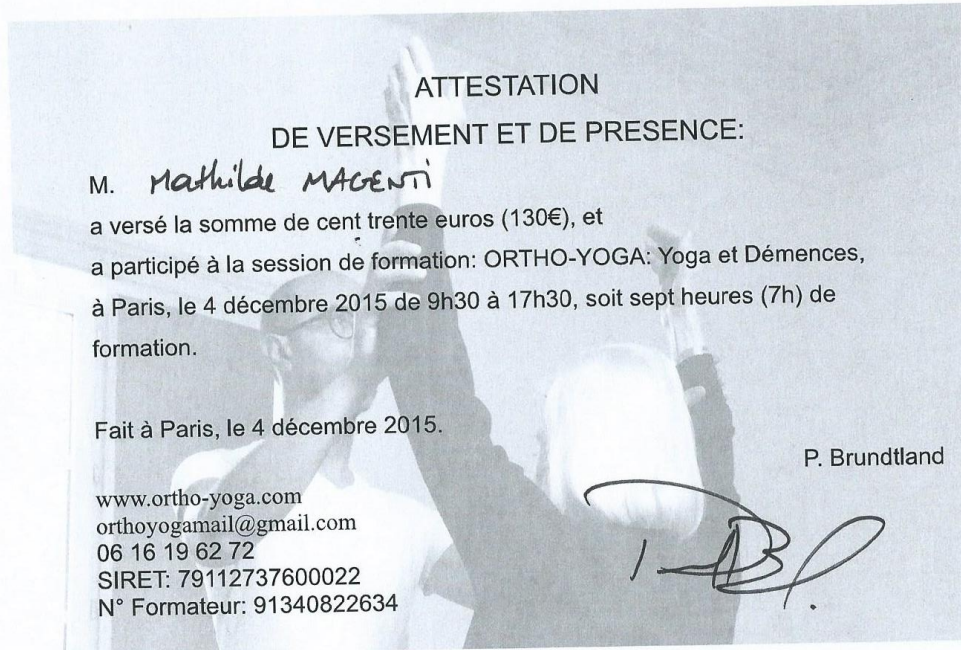 ATTESTATION
DE VERSEMENT ET DE PRESENCE:
M. Mathilde MAGENTI
a versé la somme de cent trente euros (130€), et
a participé à la session de formation: ORTHO-YOGA: Yoga et Démences,
à Paris, le 4 décembre 2015 de 9h30 à 17h30, soit sept heures (7h) de
formation.
Fait à Paris, le 4 décembre 2015.
P. Brundtland
www.ortho-yoga.com
orthoyogamail@gmail.com
06 16 19 62 72
SIRET: 79112737600022
N° Formateur: 91340822634